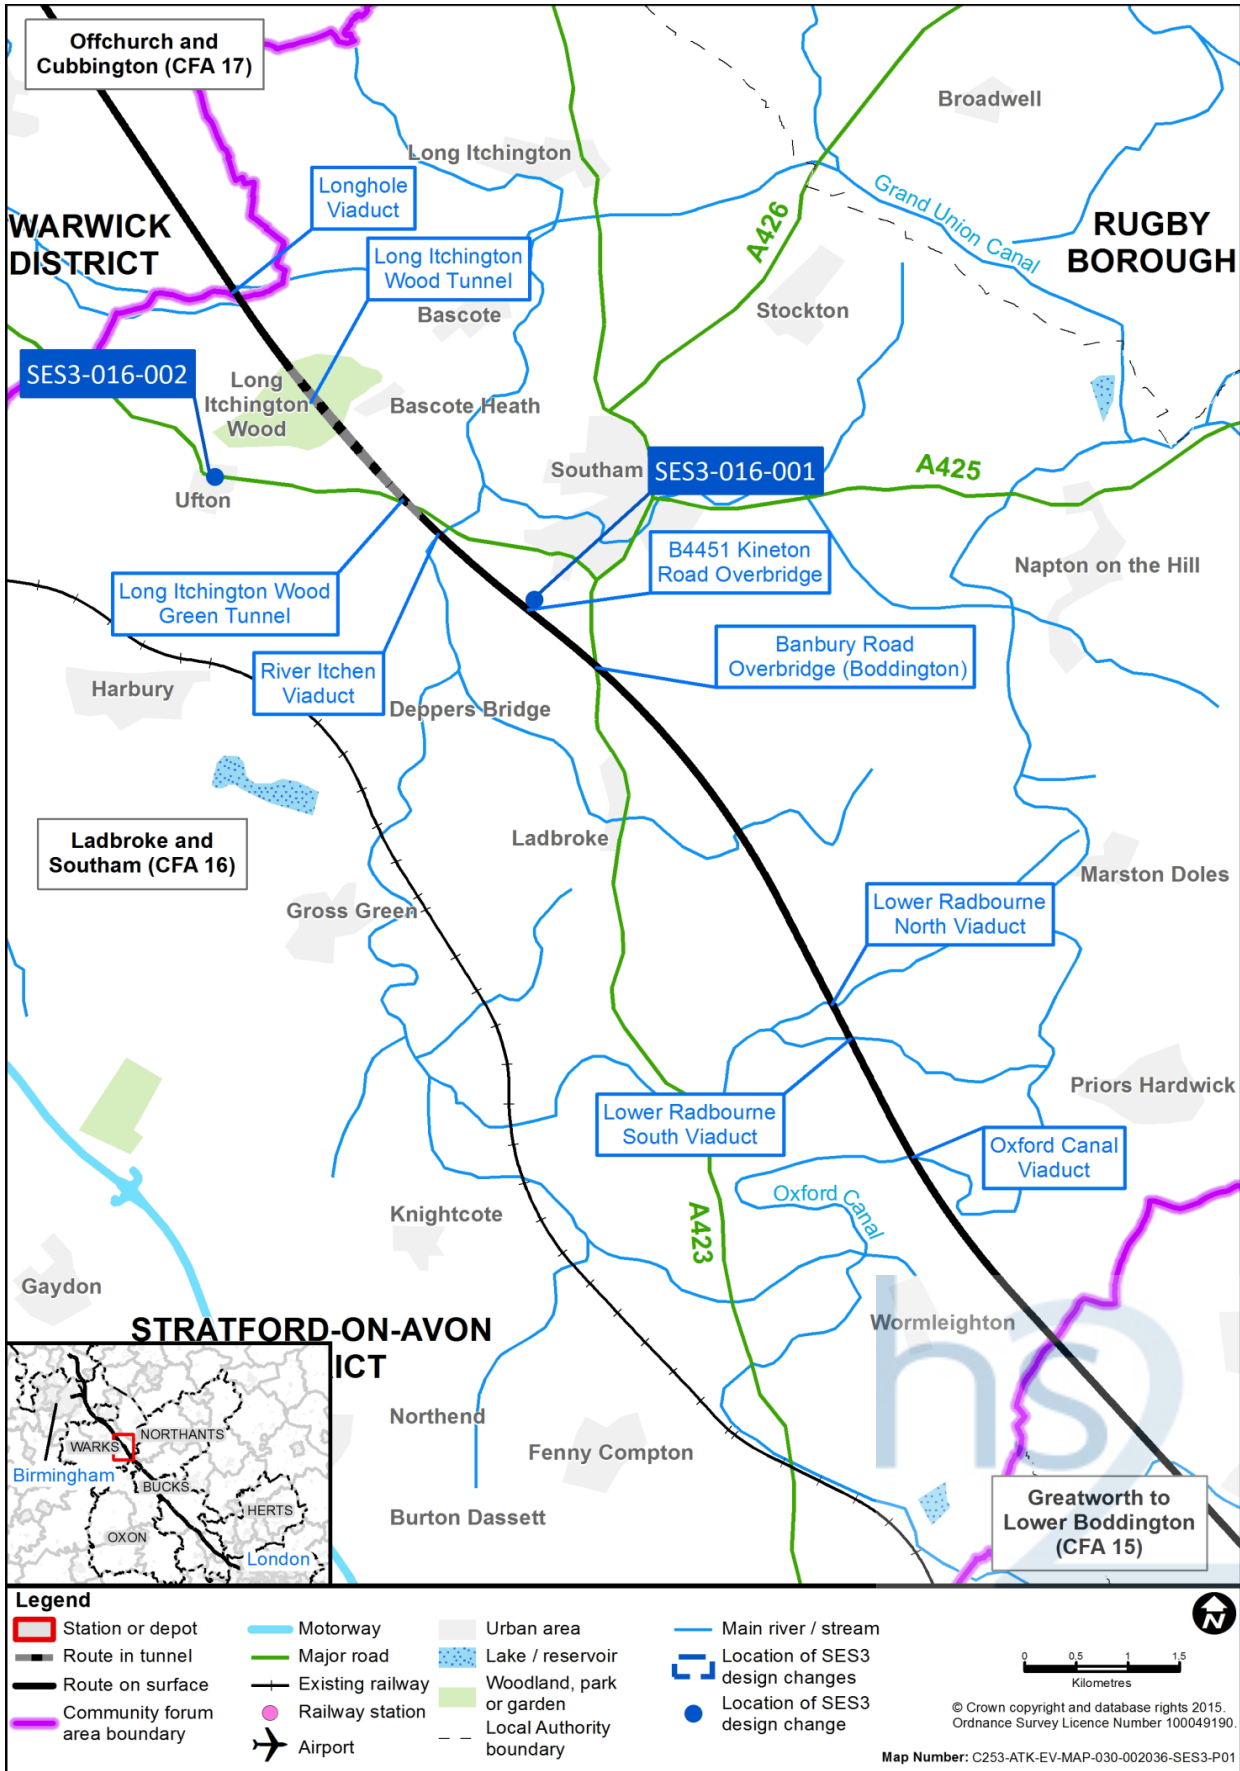 Offchurch and
Cubbington (CFA 17)
Broadwell
Long Itchington
Longhole
Viaduct
Grand Union Canal
WARWICK
DISTRICT
A426
RUGBY
BOROUGH
Long Itchington
Wood Tunnel
Bascote
Stockton
SES3-016-002
Long
Itchington
Wood
Bascote Heath
Southam
SES3-016-001
A425
Ufton
B4451 Kineton
Road Overbridge
Napton on the Hill
Long Itchington Wood
Green Tunnel
Banbury Road
Overbridge (Boddington)
River Itchen
Viaduct
Harbury
Deppers Bridge
Ladbroke and
Southam (CFA 16)
Ladbroke
Marston Doles
Gross Green
Lower Radbourne
North Viaduct
Priors Hardwick
Lower Radbourne
South Viaduct
Oxford Canal
Viaduct
Oxford Canal
Knightcote
A423
Gaydon
Wormleighton
STRATFORD-ON-AVON
ICT
hs2
Northend
Fenny Compton
Burton Dassett
Greatworth to
Lower Boddington
(CFA 15)
NORTHANTS
WARKS
Birmingham
BUCKS
HERTS
OXON
London
Legend
Station or depot
Route in tunnel
Route on surface
Community forum
area boundary
Motorway
Major road
Existing railway
Railway station
Airport
Urban area
Lake / reservoir
Woodland, park
or garden
Local Authority
boundary
Main river / stream
Location of SES3
design changes
Location of SES3
design change
N
0 0.5 1 1.5
Kilometres
© Crown copyright and database rights 2015.
Ordnance Survey Licence Number 100049190.
Map Number: C253-ATK-EV-MAP-030-002036-SES3-P01